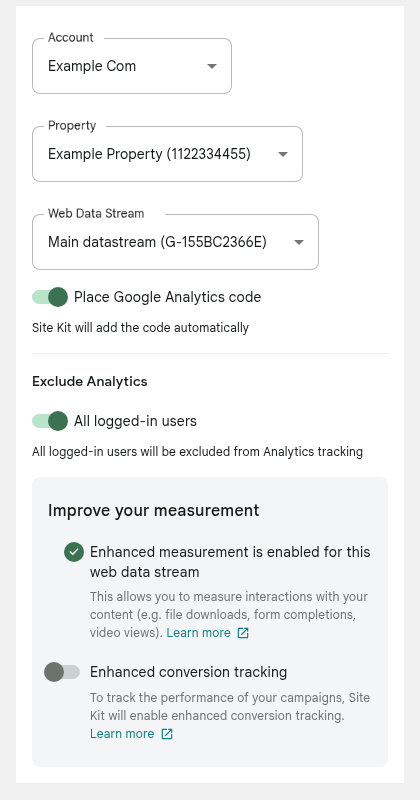 Account
Example Com
Property
Example Property (1122334455)
Web Data Stream
Main datastream (G-155BC2366E)
Place Google Analytics code
Site Kit will add the code automatically
Exclude Analytics
All logged-in users
All logged-in users will be excluded from Analytics tracking
Improve your measurement
Enhanced measurement is enabled for this
web data stream
This allows you to measure interactions with your
content (e.g. file downloads, form completions,
video views). Learn more
Enhanced conversion tracking
To track the performance of your campaigns, Site
Kit will enable enhanced conversion tracking.
Learn more